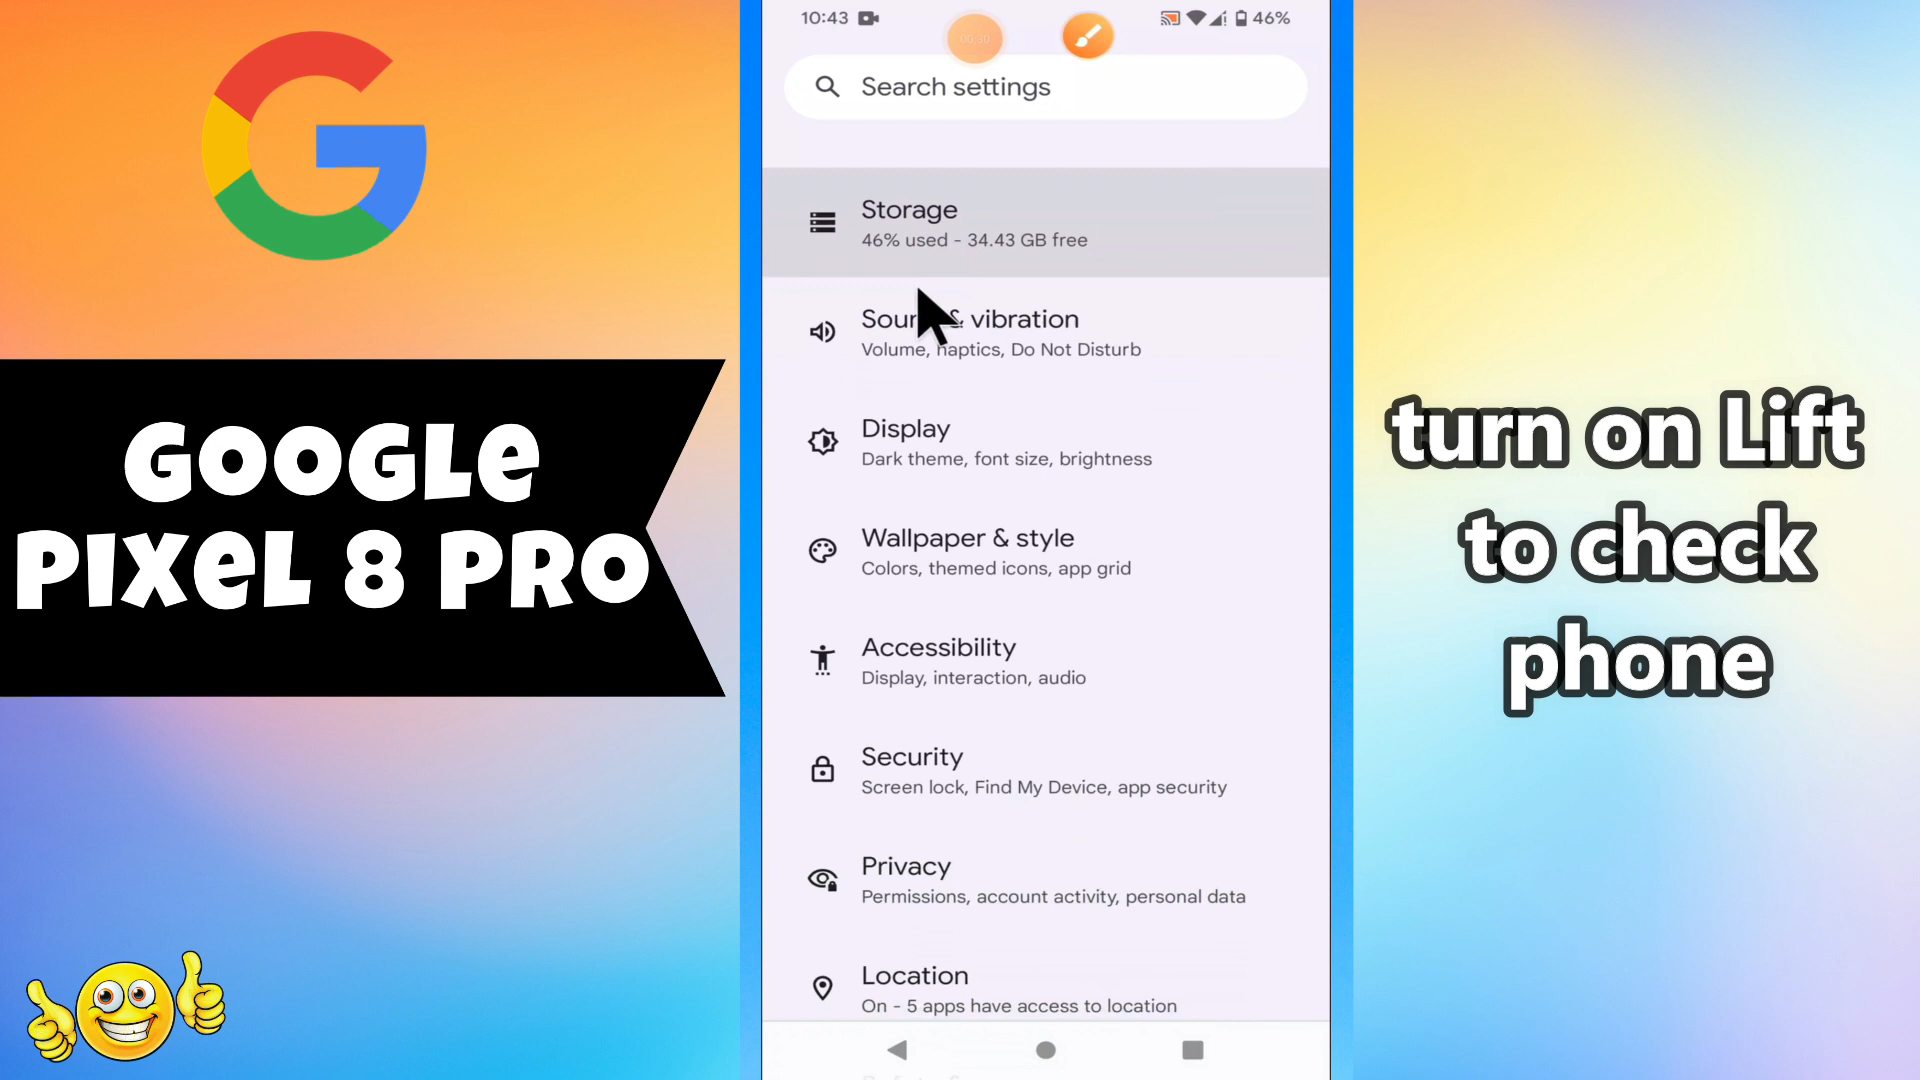 GOOGLE
PIXEL 8 PRO
10:43
46%
00:30
Search settings
Storage
46% used - 34.43 GB free
Sound & vibration
Volume, haptics, Do Not Disturb
Display
Dark theme, font size, brightness
Wallpaper & style
Colors, themed icons, app grid
Accessibility
Display, interaction, audio
Security
Screen lock, Find My Device, app security
Privacy
Permissions, account activity, personal data
Location
On - 5 apps have access to location
turn on Lift
to check
phone